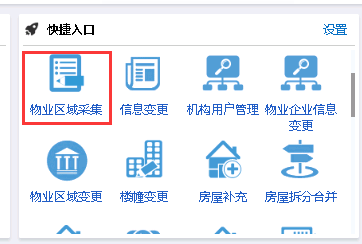 快捷入口 设置
物业区域采集 信息变更 机构用户管理 物业企业信息
变更
物业区域变更 楼幢变更 房屋补充 房屋拆分合并